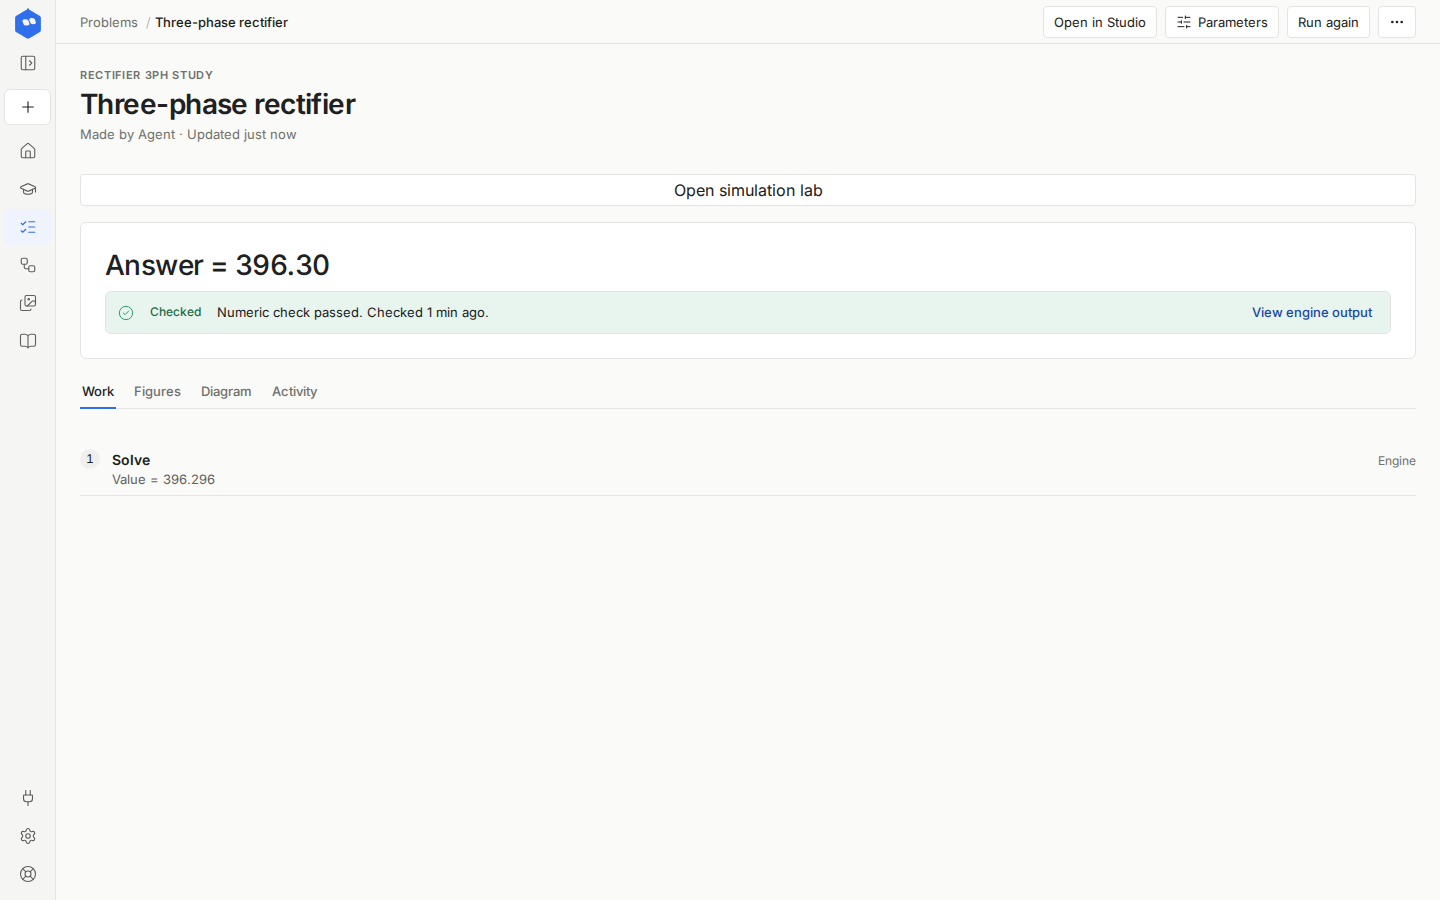 Problems / Three-phase rectifier
Open in Studio
Parameters
Run again
RECTIFIER 3PH STUDY
Three-phase rectifier
Made by Agent · Updated just now
Open simulation lab
Answer = 396.30
Checked Numeric check passed. Checked 1 min ago.
View engine output
Work Figures Diagram Activity
1 Solve
Engine
Value = 396.296